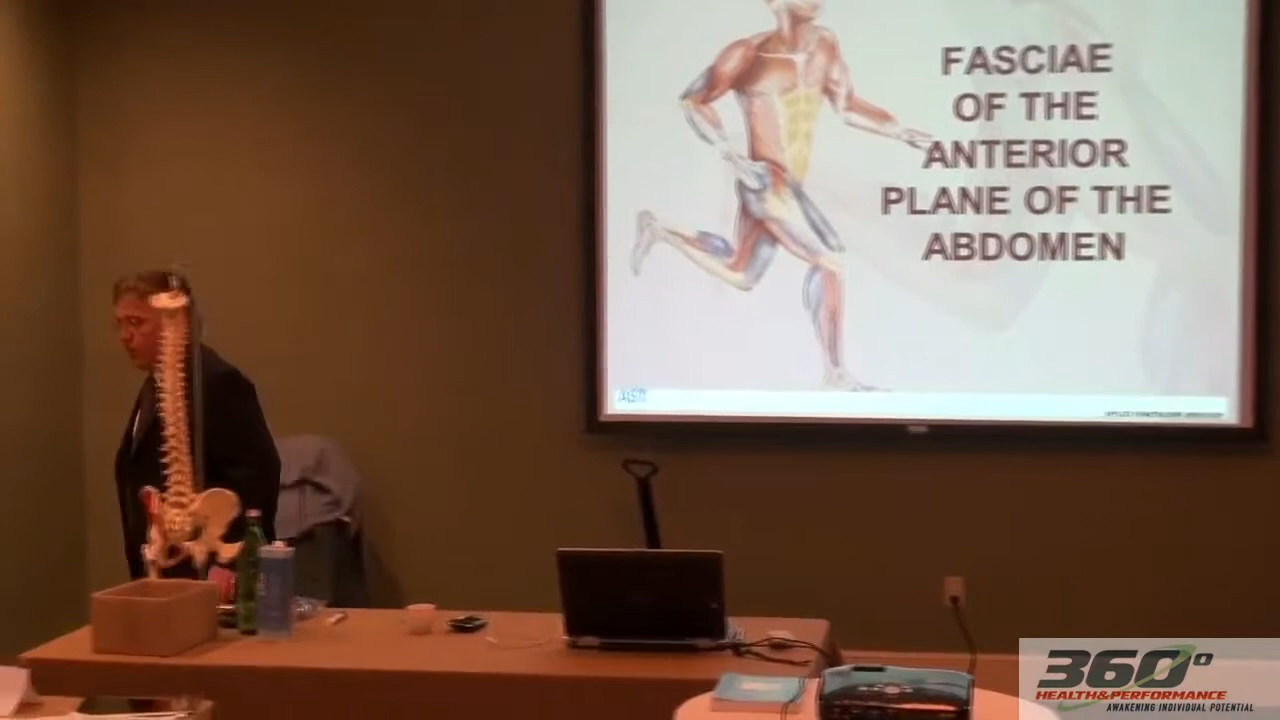 FASCIAE
OF THE
ANTERIOR
PLANE OF THE
ABDOMEN
360°
HEALTH&PERFORMANCE
AWAKENING INDIVIDUAL POTENTIAL